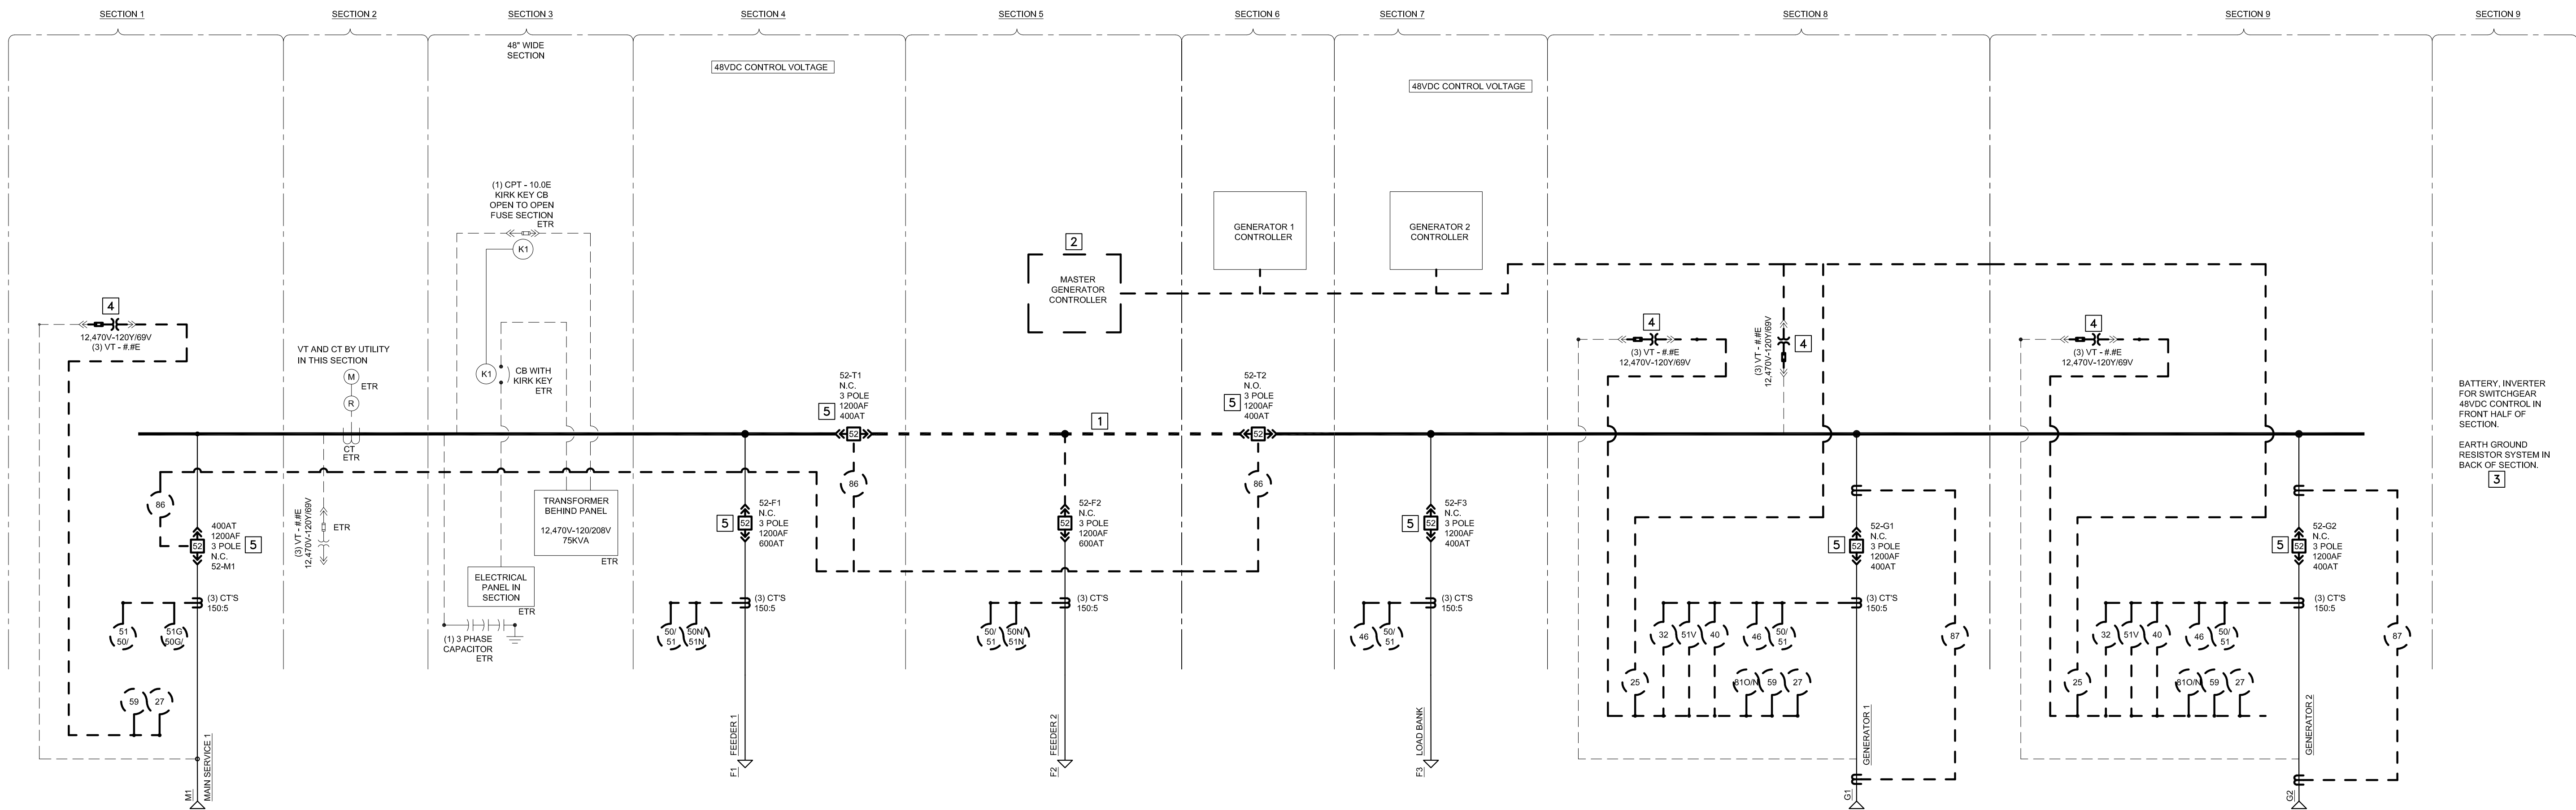 SECTION 1
SECTION 2
SECTION 3
SECTION 4
SECTION 5
SECTION 6
SECTION 7
SECTION 8
SECTION 9
SECTION 9
48" WIDE
SECTION
48VDC CONTROL VOLTAGE
48VDC CONTROL VOLTAGE
4
12,470V-120Y/69V
(3) VT - #.#E
86
400AT
1200AF
3 POLE
N.C.
52-M1
52
5
(3) CT'S
150:5
51
50/
51G
50G/
59
27
M1
MAIN SERVICE 1
VT AND CT BY UTILITY
IN THIS SECTION
M
ETR
R
CT
ETR
(3) VT - #.#E
12,470V-120Y/69V
ETR
(1) CPT - 10.0E
KIRK KEY CB
OPEN TO OPEN
FUSE SECTION
ETR
K1
K1
CB WITH
KIRK KEY
ETR
TRANSFORMER
BEHIND PANEL
12,470V-120/208V
75KVA
ETR
ELECTRICAL
PANEL IN
SECTION
ETR
(1) 3 PHASE
CAPACITOR
ETR
52-T1
N.C.
3 POLE
1200AF
400AT
5
52
86
52-F1
N.C.
3 POLE
1200AF
600AT
5
52
(3) CT'S
150:5
50/
51
50N/
51N
F1
FEEDER 1
2
MASTER
GENERATOR
CONTROLLER
1
52-F2
N.C.
3 POLE
1200AF
600AT
52
(3) CT'S
150:5
50/
51
50N/
51N
F2
FEEDER 2
GENERATOR 1
CONTROLLER
52-T2
N.O.
3 POLE
1200AF
400AT
5
52
86
GENERATOR 2
CONTROLLER
52-F3
N.C.
3 POLE
1200AF
400AT
5
52
(3) CT'S
150:5
46
50/
51
F3
LOAD BANK
4
(3) VT - #.#E
12,470V-120Y/69V
(3) VT - #.#E
12,470V-120Y/69V
4
52-G1
N.C.
3 POLE
1200AF
400AT
5
52
(3) CT'S
150:5
32
51V
40
46
50/
51
87
25
81O/N
59
27
G1
GENERATOR 1
4
(3) VT - #.#E
12,470V-120Y/69V
52-G2
N.C.
3 POLE
1200AF
400AT
5
52
(3) CT'S
150:5
32
51V
40
46
50/
51
87
25
81O/N
59
27
G2
GENERATOR 2
BATTERY, INVERTER
FOR SWITCHGEAR
48VDC CONTROL IN
FRONT HALF OF
SECTION.
EARTH GROUND
RESISTOR SYSTEM IN
BACK OF SECTION.
3